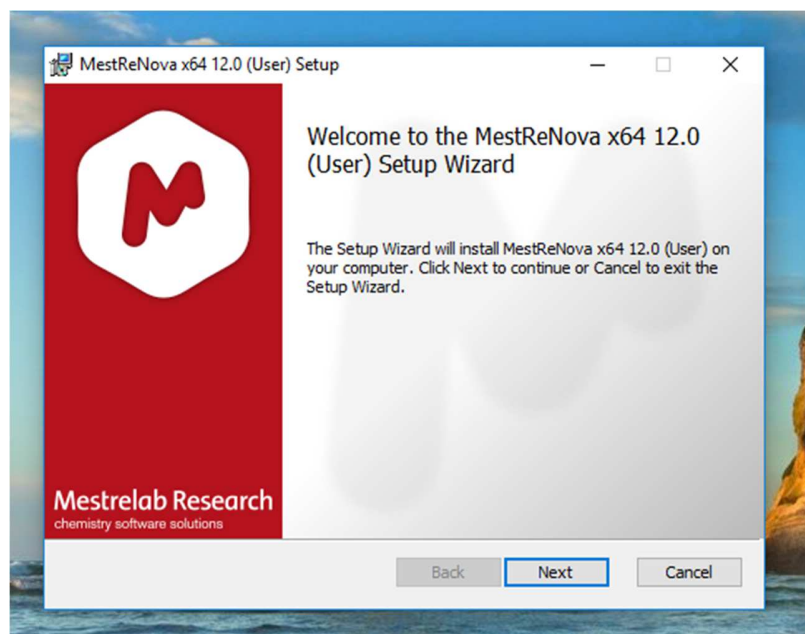 MestReNova x64 12.0 (User) Setup
Welcome to the MestReNova x64 12.0
(User) Setup Wizard
The Setup Wizard will install MestReNova x64 12.0 (User) on
your computer. Click Next to continue or Cancel to exit the
Setup Wizard.
Mestrelab Research
chemistry software solutions
Back
Next
Cancel